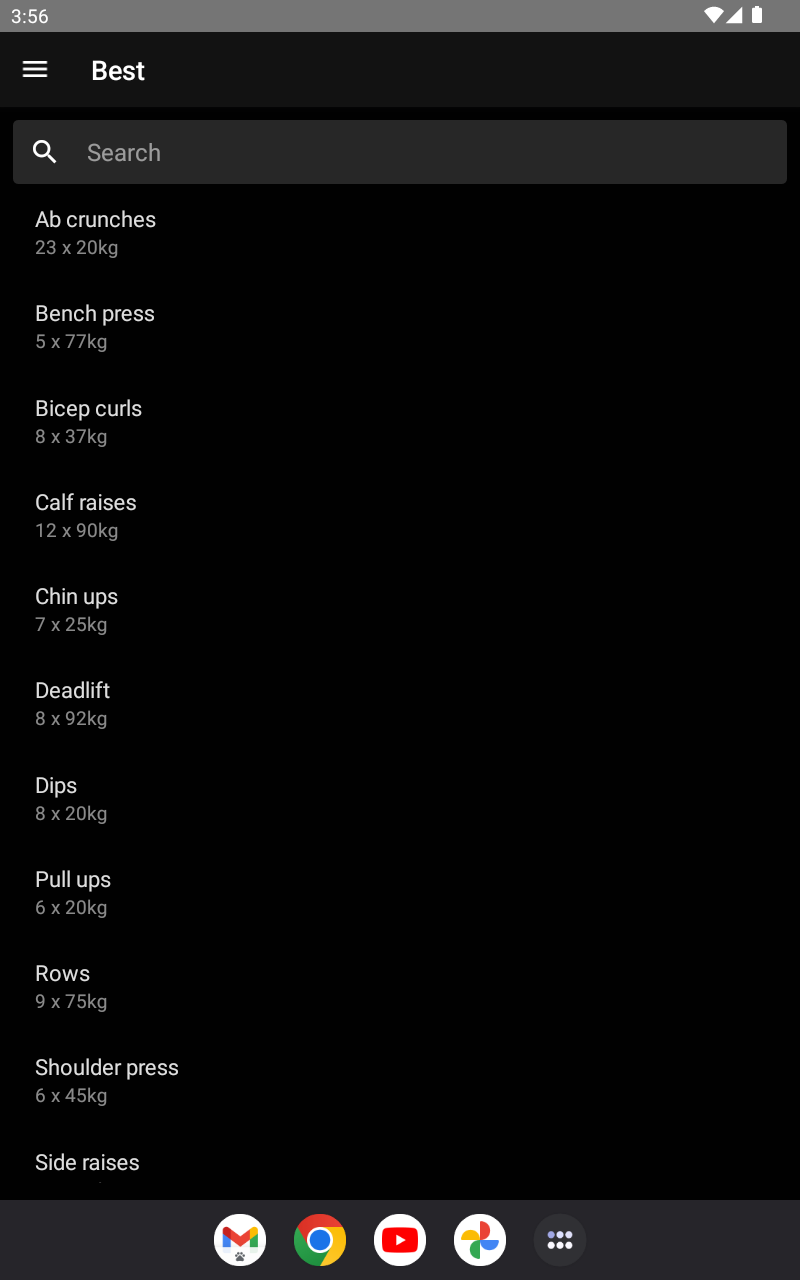 3:56
Best
Search
Ab crunches
23 x 20kg
Bench press
5 x 77kg
Bicep curls
8 x 37kg
Calf raises
12 x 90kg
Chin ups
7 x 25kg
Deadlift
8 x 92kg
Dips
8 x 20kg
Pull ups
6 x 20kg
Rows
9 x 75kg
Shoulder press
6 x 45kg
Side raises